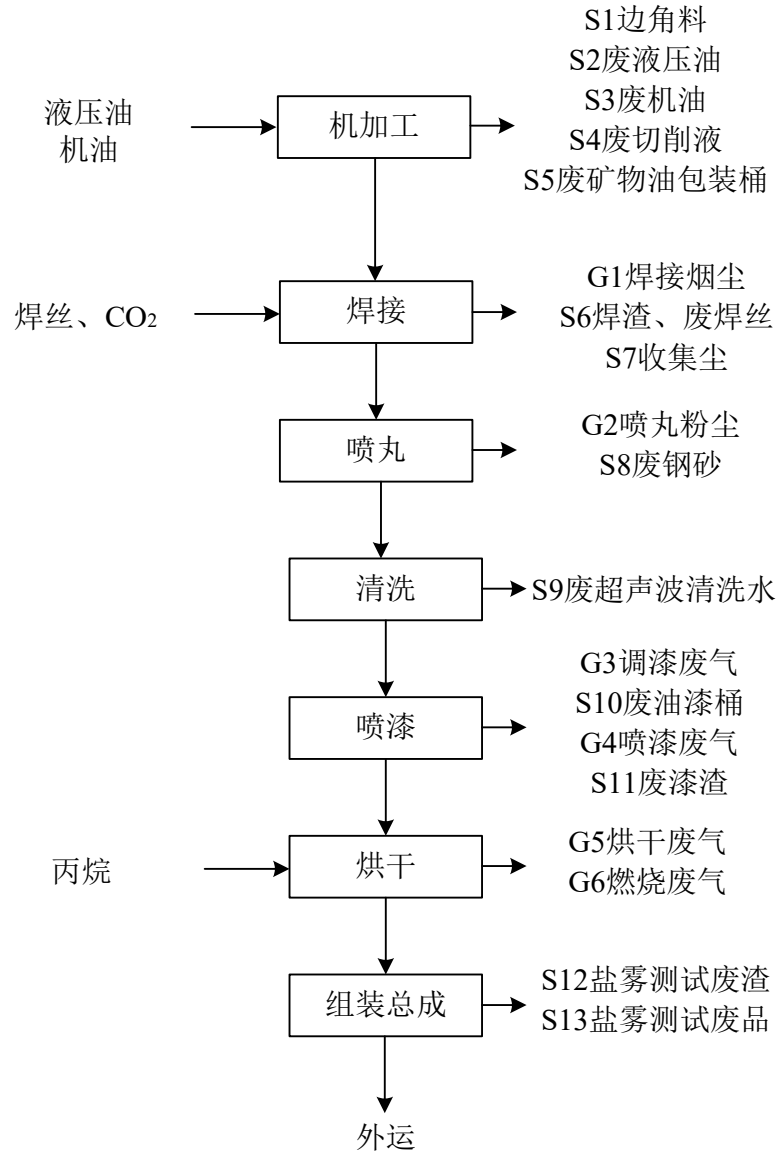 S1边角料
S2废液压油
S3废机油
S4废切削液
S5废矿物油包装桶
液压油
机油
机加工
G1焊接烟尘
S6焊渣、废焊丝
S7收集尘
焊丝、CO2
焊接
G2喷丸粉尘
S8废钢砂
喷丸
清洗
S9废超声波清洗水
G3调漆废气
S10废油漆桶
G4喷漆废气
S11废漆渣
喷漆
丙烷
烘干
G5烘干废气
G6燃烧废气
组装总成
S12盐雾测试废渣
S13盐雾测试废品
外运